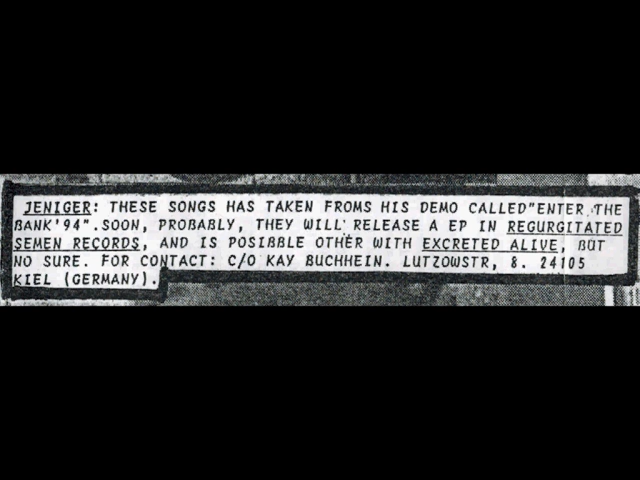 JENIGER: THESE SONGS HAS TAKEN FROMS HIS DEMO CALLED"ENTER THE
BANK'94".SOON, PROBABLY, THEY WILL RELEASE A EP IN REGURGITATED
SEMEN RECORDS, AND IS POSIBBLE OTHER WITH EXCRETED ALIVE, BUT
NO SURE. FOR CONTACT: C/O KAY BUCHHEIN. LUTZOWSTR, 8. 24105
KIEL (GERMANY).